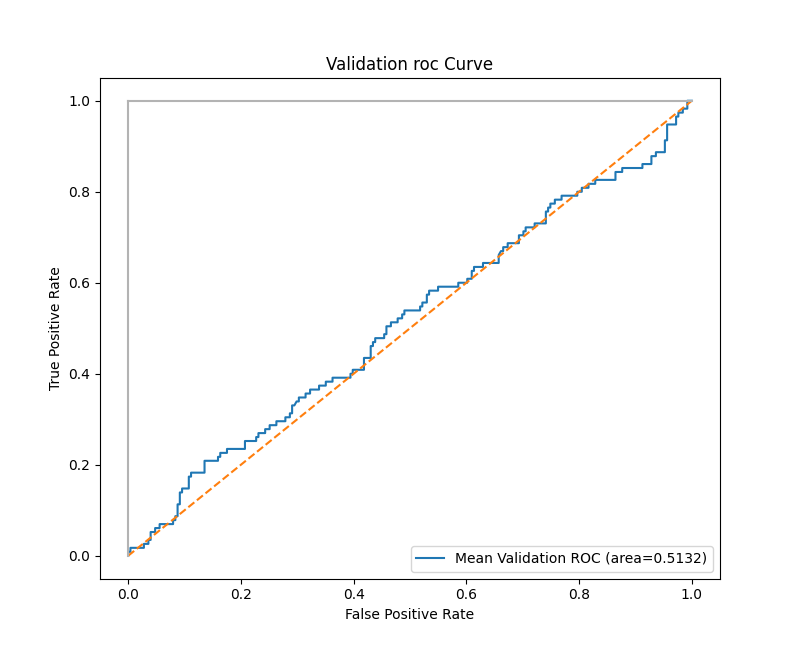 Validation roc Curve
True Positive Rate
1.0
0.8
0.6
0.4
0.2
0.0
Mean Validation ROC (area=0.5132)
0.0 0.2 0.4 0.6 0.8 1.0
False Positive Rate